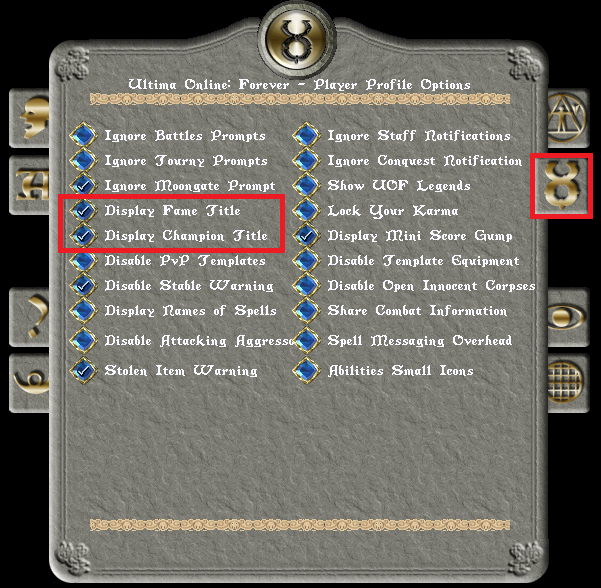 Ultima Online: Forever - Player Profile Options
Ignore Battles Prompts
Ignore Tourny Prompts
Ignore Moongate Prompt
Display Fame Title
Display Champion Title
Disable PvP Templates
Disable Stable Warning
Display Names of Spells
Disable Attacking Aggresso
Stolen Item Warning
Ignore Staff Notifications
Ignore Conquest Notification
Show UOF Legends
Lock Your Karma
Display Mini Score Gump
Disable Template Equipment
Disable Open Innocent Corpses
Share Combat Information
Spell Messaging Overhead
Abilities Small Icons